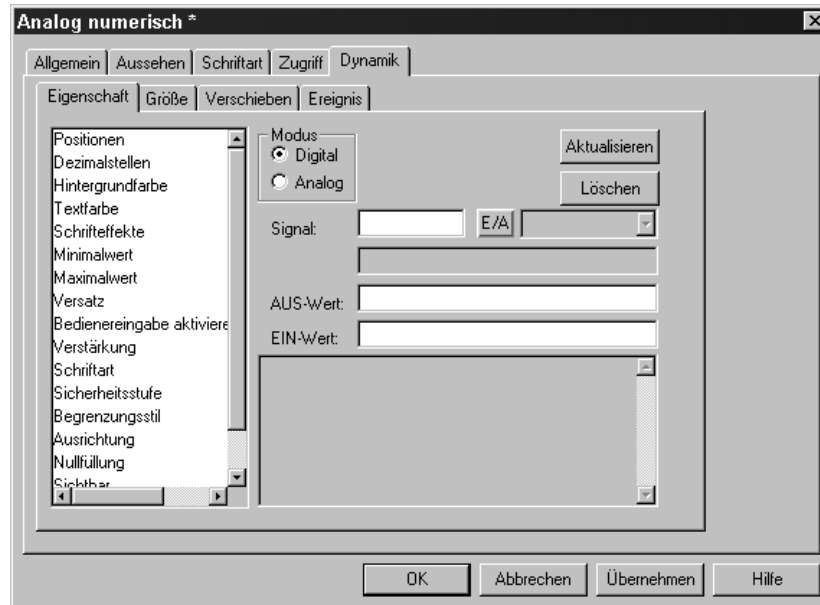 Analog numerisch *
Allgemein Aussehen Schriftart Zugriff Dynamik
Eigenschaft Größe Verschieben Ereignis
Positionen
Dezimalstellen
Hintergrundfarbe
Textfarbe
Schrifteffekte
Minimalwert
Maximalwert
Versatz
Bedienereingabe aktiviere
Verstärkung
Schriftart
Sicherheitsstufe
Begrenzungsstil
Ausrichtung
Nullfüllung
Sichtbar
Modus
Digital
Analog
Aktualisieren
Löschen
Signal: E/A
AUS-Wert:
EIN-Wert:
OK Abbrechen Übernehmen Hilfe